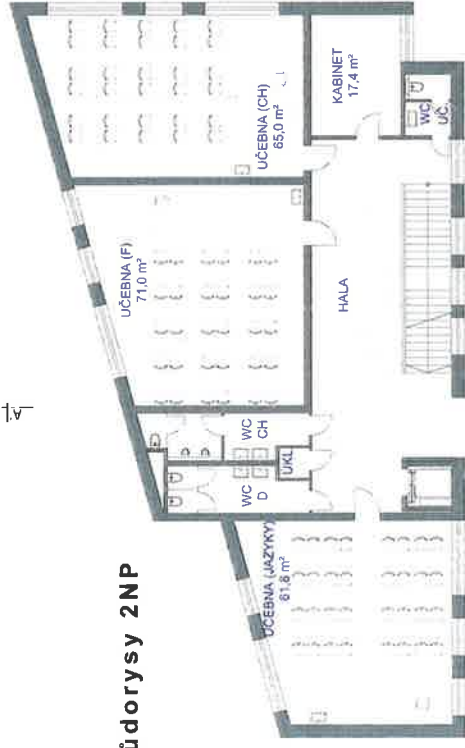 ůdorysy 2NP
UČEBNA (JAZYKY)
61,8 m²
WC
D
WC
CH
ÚKL
UČEBNA (F)
71,0 m²
UČEBNA (CH)
65,0 m²
HALA
KABINET
17,4 m²
WC
UČ.
A'